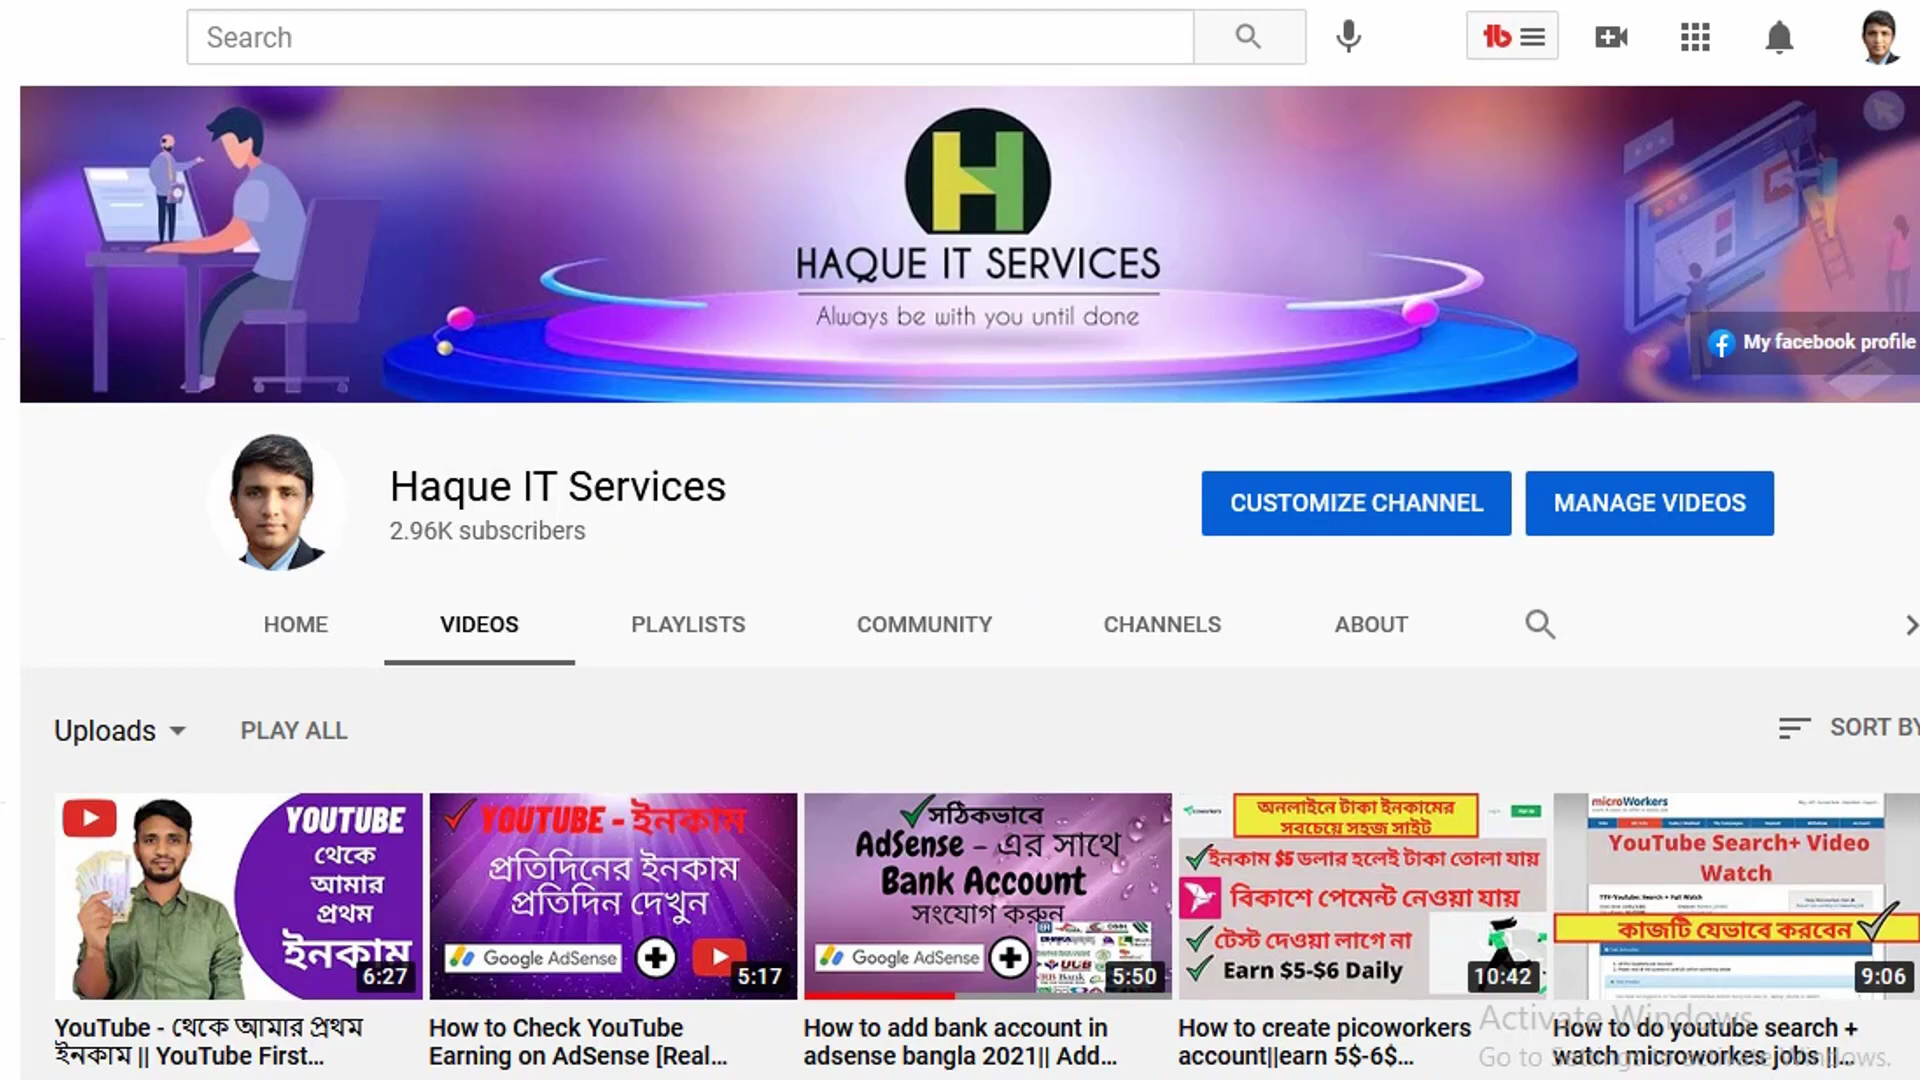 Search
HAQUE IT SERVICES
Always be with you until done
My facebook profile
Haque IT Services
2.96K subscribers
CUSTOMIZE CHANNEL
MANAGE VIDEOS
HOME
VIDEOS
PLAYLISTS
COMMUNITY
CHANNELS
ABOUT
Uploads
PLAY ALL
SORT BY
YOUTUBE
থেকে
আমার
প্রথম
ইনকাম
6:27
YOUTUBE - ইনকাম
প্রতিদিনের ইনকাম
প্রতিদিন দেখুন
Google AdSense
5:17
সঠিকভাবে
AdSense - এর সাথে
Bank Account
সংযোগ করুন
Google AdSense
5:50
অনলাইনে টাকা ইনকামের
সবচেয়ে সহজ সাইট
ইনকাম $5 ডলার হলেই টাকা তোলা যায়
বিকাশে পেমেন্ট নেওয়া যায়
টেস্ট দেওয়া লাগে না
Earn $5-$6 Daily
10:42
microWorkers
YouTube Search+ Video
Watch
কাজটি যেভাবে করবেন
9:06
YouTube - থেকে আমার প্রথম
ইনকাম || YouTube First...
How to Check YouTube
Earning on AdSense [Real...
How to add bank account in
adsense bangla 2021|| Add...
How to create picoworkers
account||earn 5$-6$...
How to do youtube search +
watch microworkes jobs ||...
Activate Windows
Go to Settings to activate Windows.